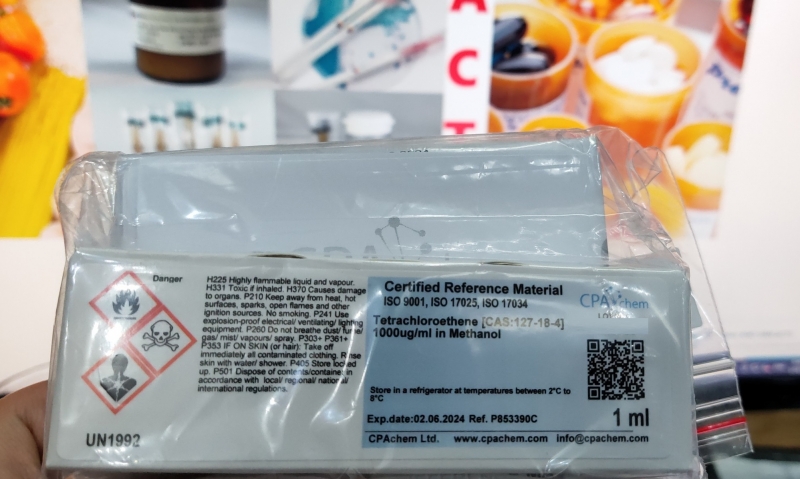 A
C
T
CPA
Danger
H225 Highly flammable liquid and vapour.
H331 Toxic if inhaled. H370 Causes damage
to organs. P210 Keep away from heat, hot
surfaces, sparks, open flames and other
ignition sources. No smoking. P241 Use
explosion-proof electrical/ ventilating/ lighting
equipment. P260 Do not breathe dust/ fume/
gas/ mist/ vapours/ spray. P303+ P361+
P353 IF ON SKIN (or hair): Take off
immediately all contaminated clothing. Rinse
skin with water/ shower. P405 Store locked
up. P501 Dispose of contents/container in
accordance with local/ regional/ national/
international regulations.
UN1992
Certified Reference Material
ISO 9001, ISO 17025, ISO 17034
CPAchem
Tetrachloroethene [CAS:127-18-4]
1000ug/ml in Methanol
Store in a refrigerator at temperatures between 2°C to
8°C
Exp.date:02.06.2024 Ref. P853390C
1 ml
CPAchem Ltd. www.cpachem.com info@cpachem.com